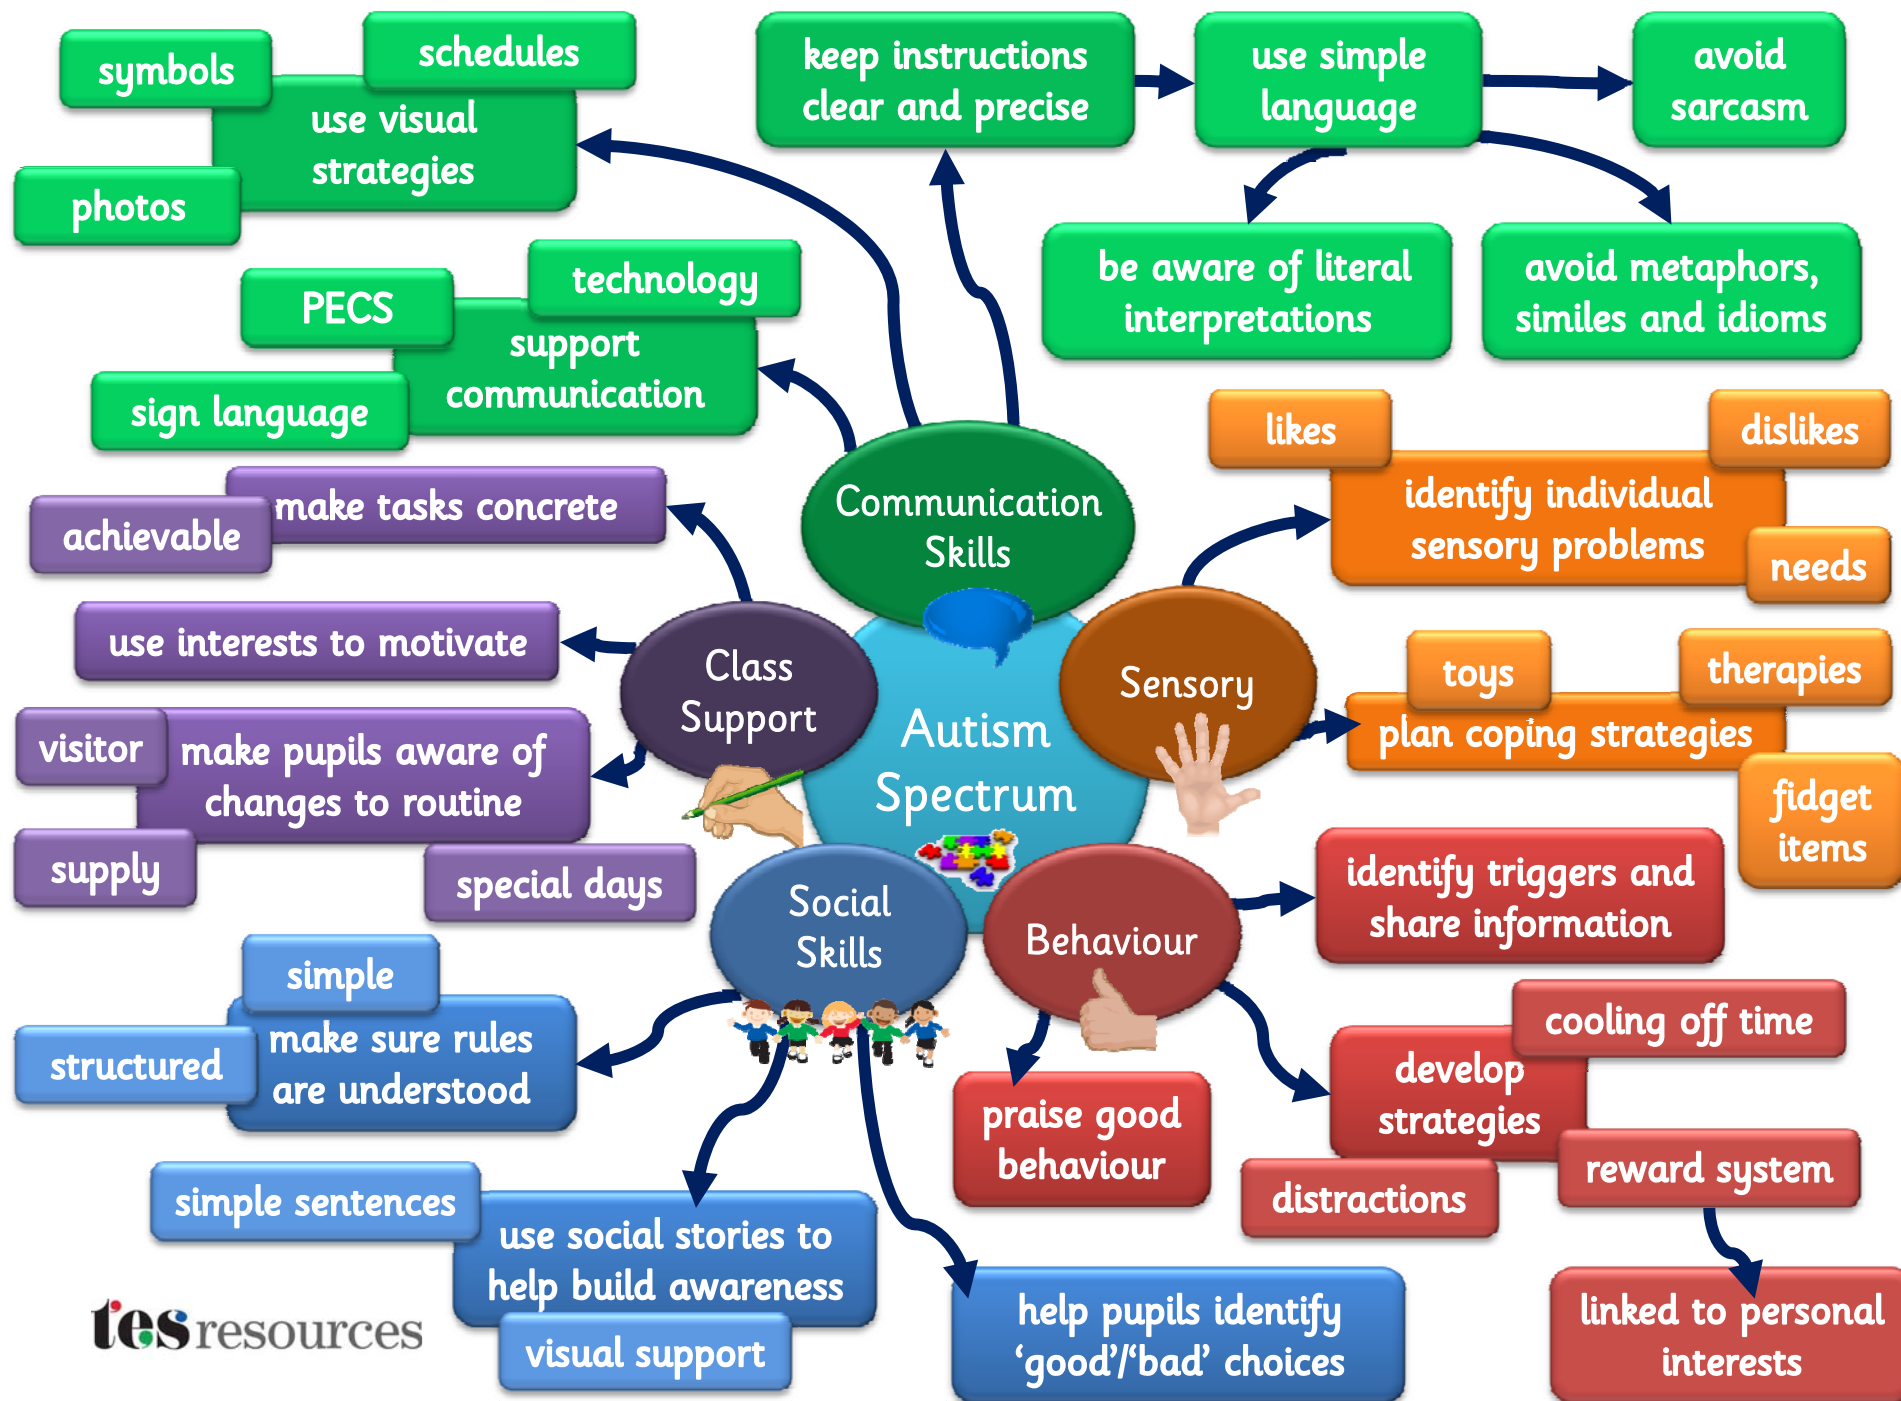 symbols
schedules
use visual
strategies
photos
keep instructions
clear and precise
use simple
language
avoid
sarcasm
be aware of literal
interpretations
avoid metaphors,
similes and idioms
PECS
technology
support
communication
sign language
Communication
Skills
likes
dislikes
identify individual
sensory problems
needs
make tasks concrete
achievable
use interests to motivate
Class
Support
visitor
make pupils aware of
changes to routine
supply
special days
Sensory
toys
therapies
plan coping strategies
fidget
items
Autism
Spectrum
Social
Skills
Behaviour
identify triggers and
share information
simple
structured
make sure rules
are understood
cooling off time
develop
strategies
praise good
behaviour
distractions
reward system
simple sentences
use social stories to
help build awareness
visual support
help pupils identify
‘good’/‘bad’ choices
linked to personal
interests
tes resources